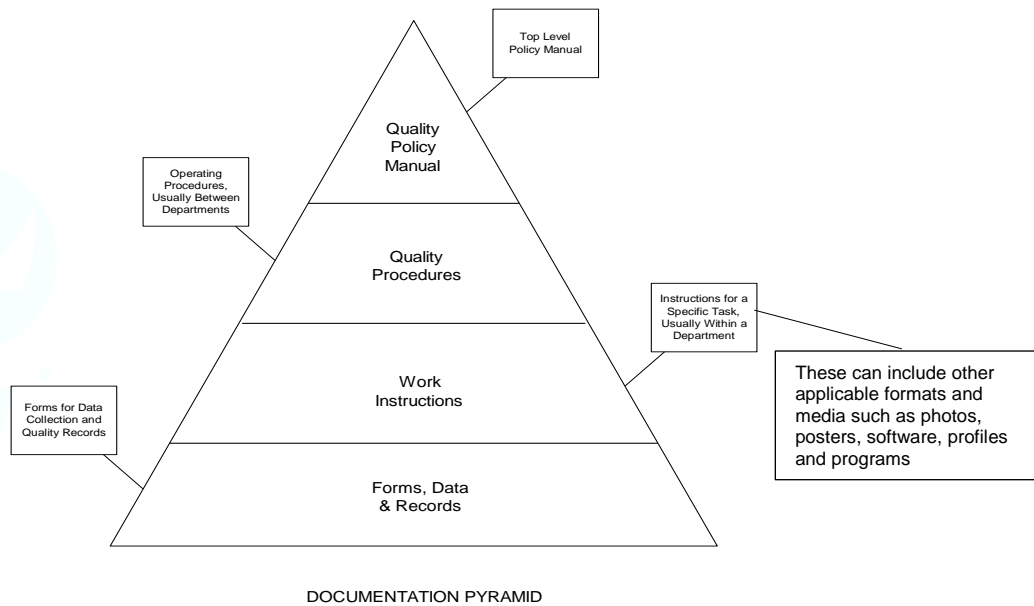 Top Level
Policy Manual
Quality
Policy
Manual
Operating
Procedures,
Usually Between
Departments
Quality
Procedures
Instructions for a
Specific Task,
Usually Within a
Department
These can include other
applicable formats and
media such as photos,
posters, software, profiles
and programs
Work
Instructions
Forms for Data
Collection and
Quality Records
Forms, Data
& Records
DOCUMENTATION PYRAMID